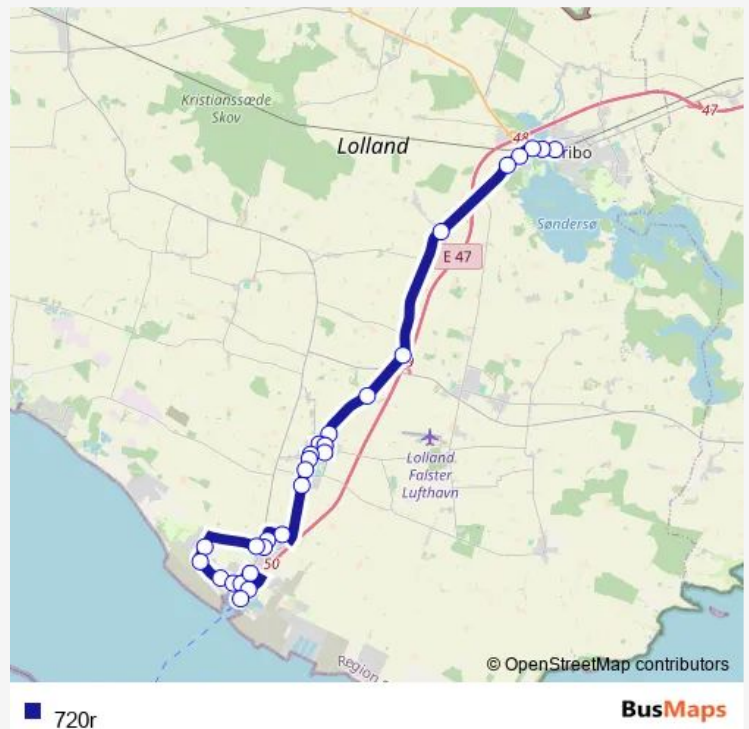 Kristianssæde
Skov
Lolland
48
47
ribo
Søndersø
E 47
Lolland
Falster
Lufthavn
50
Region
© OpenStreetMap contributors
720r
BusMaps